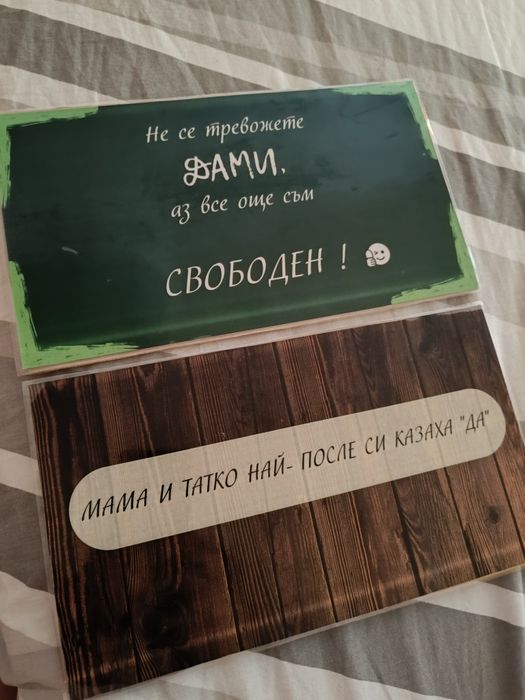 Не се тревожете
ДАМИ,
аз все още съм
СВОБОДЕН !
МАМА И ТАТКО НАЙ- ПОСЛЕ СИ КАЗАХА "ДА"